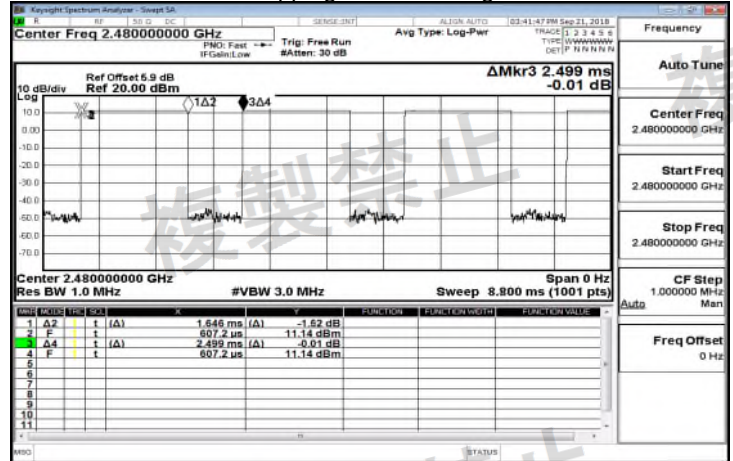 Keysight Spectrum Analyzer - Swept SA
RF 50 Ω DC SENSE:INT ALIGN AUTO 03:41:47 PM Sep 21, 2018
Center Freq 2.480000000 GHz
PNO: Fast
IFGain:Low
Trig: Free Run
#Atten: 30 dB
Avg Type: Log-Pwr
TRACE 1 2 3 4 5 6
TYPE WWWWWW
DET P N N N N N
Frequency
Auto Tune
Center Freq
2.480000000 GHz
Start Freq
2.480000000 GHz
Stop Freq
2.480000000 GHz
CF Step
1.000000 MHz
Auto Man
Freq Offset
0 Hz
ΔMkr3 2.499 ms
-0.01 dB
Ref Offset 5.9 dB
10 dB/div Ref 20.00 dBm
Log
1Δ2 3Δ4
10.0
0.00
-10.0
-20.0
-30.0
-40.0
-50.0
-60.0
-70.0
複製禁止
Center 2.480000000 GHz Span 0 Hz
Res BW 1.0 MHz #VBW 3.0 MHz Sweep 8.800 ms (1001 pts)
MKR MODE TRC SCL X Y FUNCTION FUNCTION WIDTH FUNCTION VALUE
1 Δ2 t (Δ) 1.646 ms (Δ) -1.62 dB
2 F t 607.2 us 11.14 dBm
3 Δ4 t (Δ) 2.499 ms (Δ) -0.01 dB
4 F t 607.2 us 11.14 dBm
5
6
7
8
9
10
11
MSG STATUS